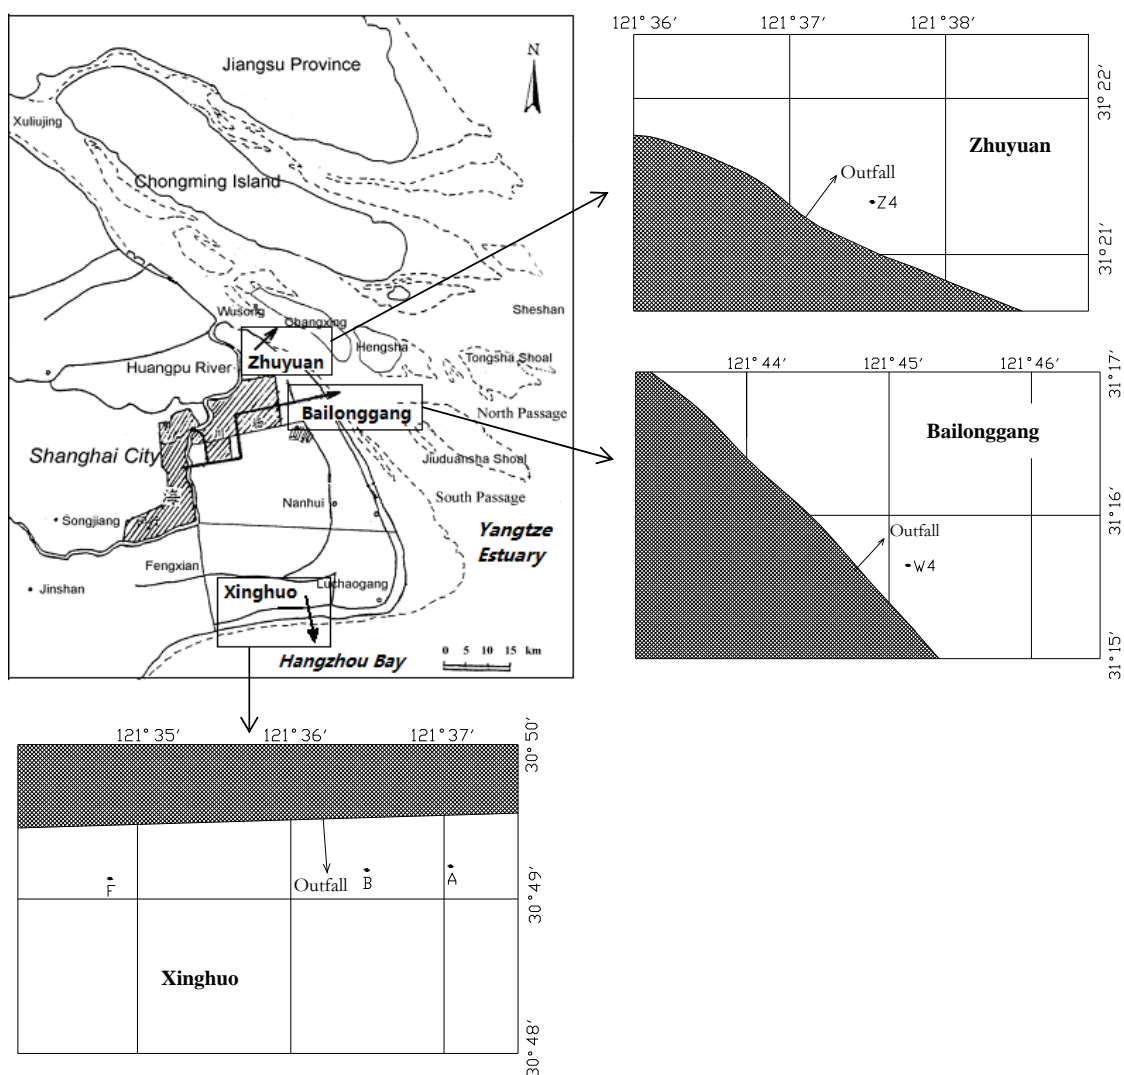 Jiangsu Province
N
Xuliujing
Chongming Island
Sheshan
Wusong
Changxing
Hengsha
Zhuyuan
Tongsha Shoal
Huangpu River
North Passage
Bailonggang
Shanghai City
Jiuduansha Shoal
South Passage
Nanhui
Songjiang
Yangtze
Estuary
Fengxian
Jinshan
Xinghuo
Luchaogang
Hangzhou Bay
0 5 10 15 km
121°36′ 121°37′ 121°38′
31°22′
Zhuyuan
Outfall
Z4
31°21′
121°44′ 121°45′ 121°46′
31°17′
Bailonggang
31°16′
Outfall
W4
31°15′
121°35′ 121°36′ 121°37′
30°50′
F
Outfall
B
A
30°49′
Xinghuo
30°48′